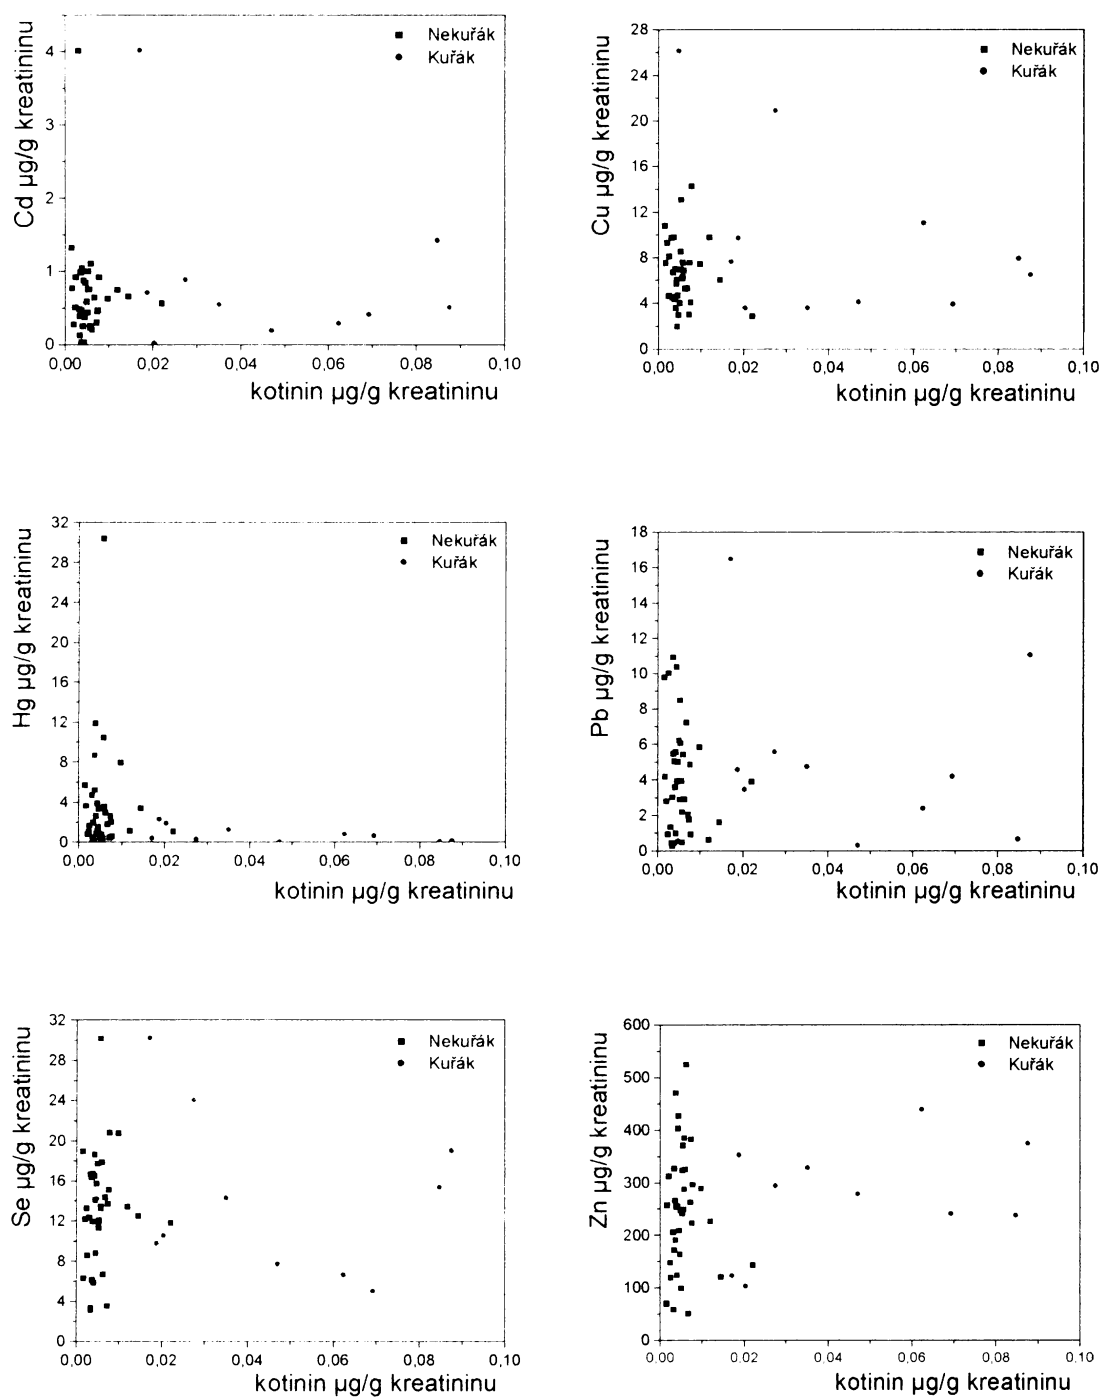 Cd µg/g kreatininu
4
3
2
1
0
0,00 0,02 0,04 0,06 0,08 0,10
kotinin µg/g kreatininu
Nekuřák
Kuřák
Cu µg/g kreatininu
28
24
20
16
12
8
4
0
0,00 0,02 0,04 0,06 0,08 0,10
kotinin µg/g kreatininu
Nekuřák
Kuřák
Hg µg/g kreatininu
32
28
24
20
16
12
8
4
0
0,00 0,02 0,04 0,06 0,08 0,10
kotinin µg/g kreatininu
Nekuřák
Kuřák
Pb µg/g kreatininu
18
16
14
12
10
8
6
4
2
0
0,00 0,02 0,04 0,06 0,08 0,10
kotinin µg/g kreatininu
Nekuřák
Kuřák
Se µg/g kreatininu
32
28
24
20
16
12
8
4
0
0,00 0,02 0,04 0,06 0,08 0,10
kotinin µg/g kreatininu
Nekuřák
Kuřák
Zn µg/g kreatininu
600
500
400
300
200
100
0
0,00 0,02 0,04 0,06 0,08 0,10
kotinin µg/g kreatininu
Nekuřák
Kuřák